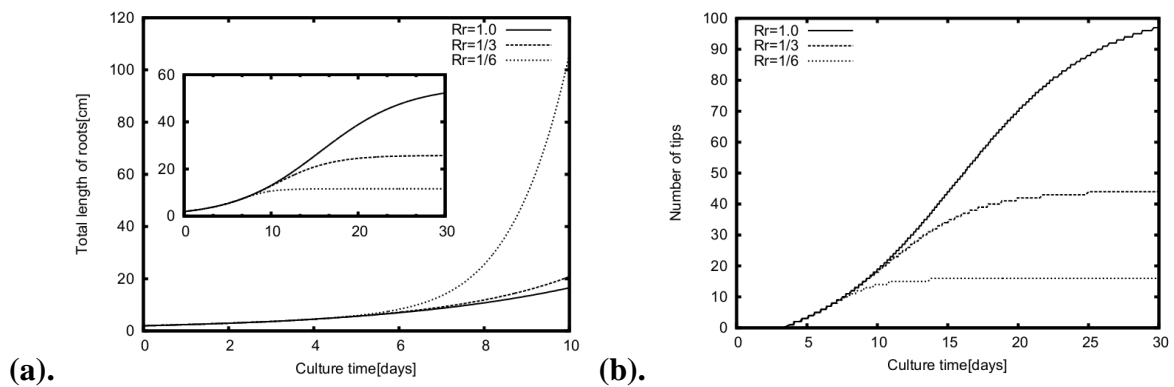 120
100
80
60
40
20
0
0 2 4 6 8 10
Total length of roots[cm]
Culture time[days]
Rr=1.0
Rr=1/3
Rr=1/6
60
40
20
0
0 10 20 30
(a).
100
90
80
70
60
50
40
30
20
10
0
0 5 10 15 20 25 30
Number of tips
Culture time[days]
Rr=1.0
Rr=1/3
Rr=1/6
(b).